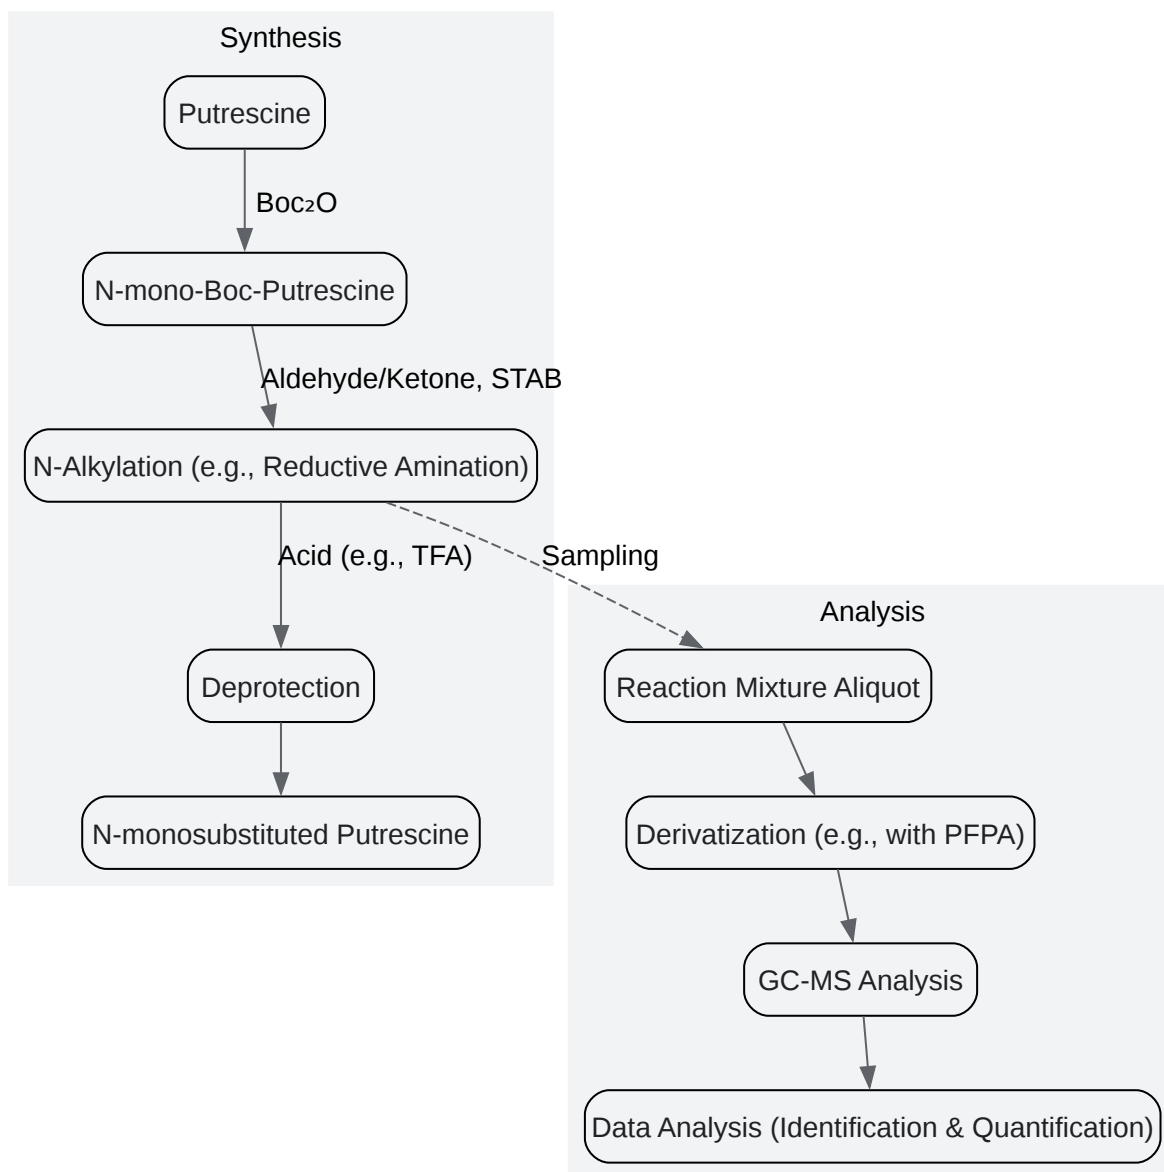 Synthesis
Putrescine
Boc₂O
N-mono-Boc-Putrescine
Aldehyde/Ketone, STAB
N-Alkylation (e.g., Reductive Amination)
Acid (e.g., TFA)
Sampling
Deprotection
N-monosubstituted Putrescine
Analysis
Reaction Mixture Aliquot
Derivatization (e.g., with PFPA)
GC-MS Analysis
Data Analysis (Identification & Quantification)